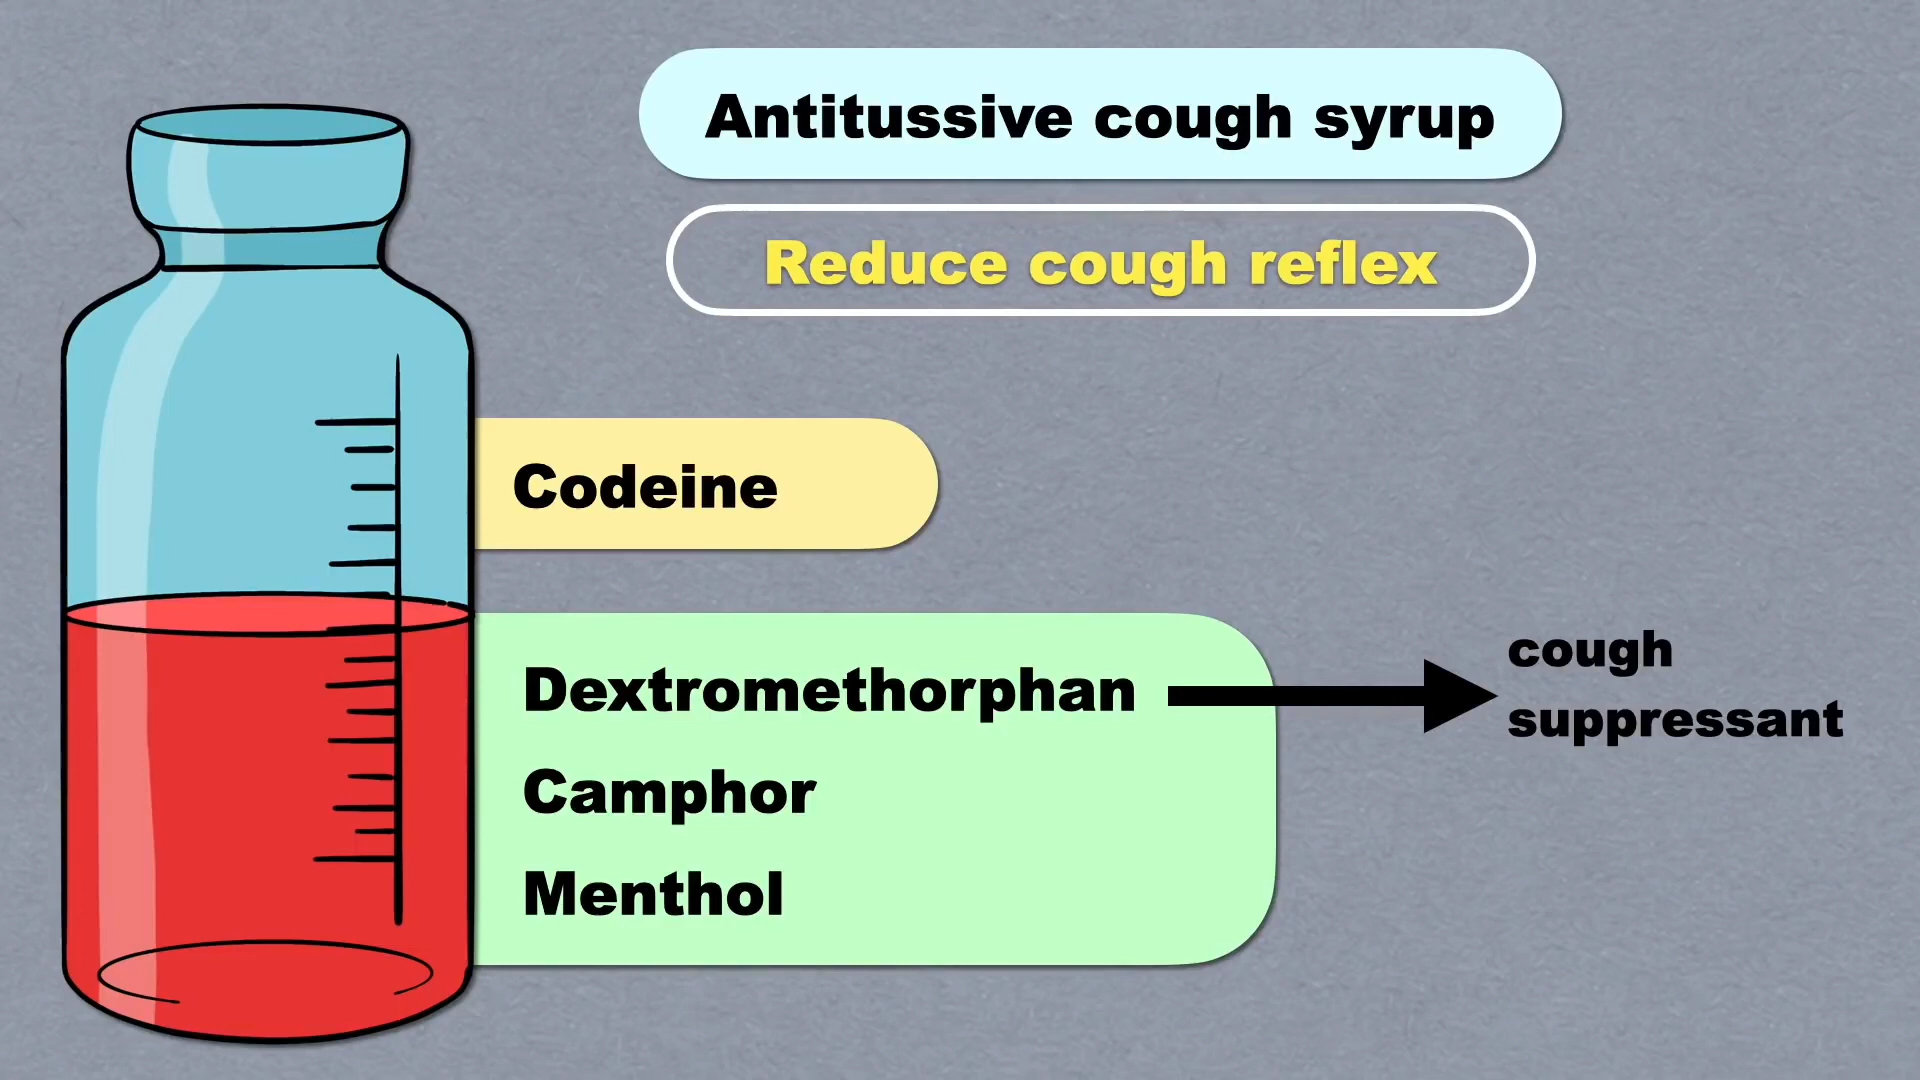 Antitussive cough syrup
Reduce cough reflex
Codeine
Dextromethorphan
cough
suppressant
Camphor
Menthol